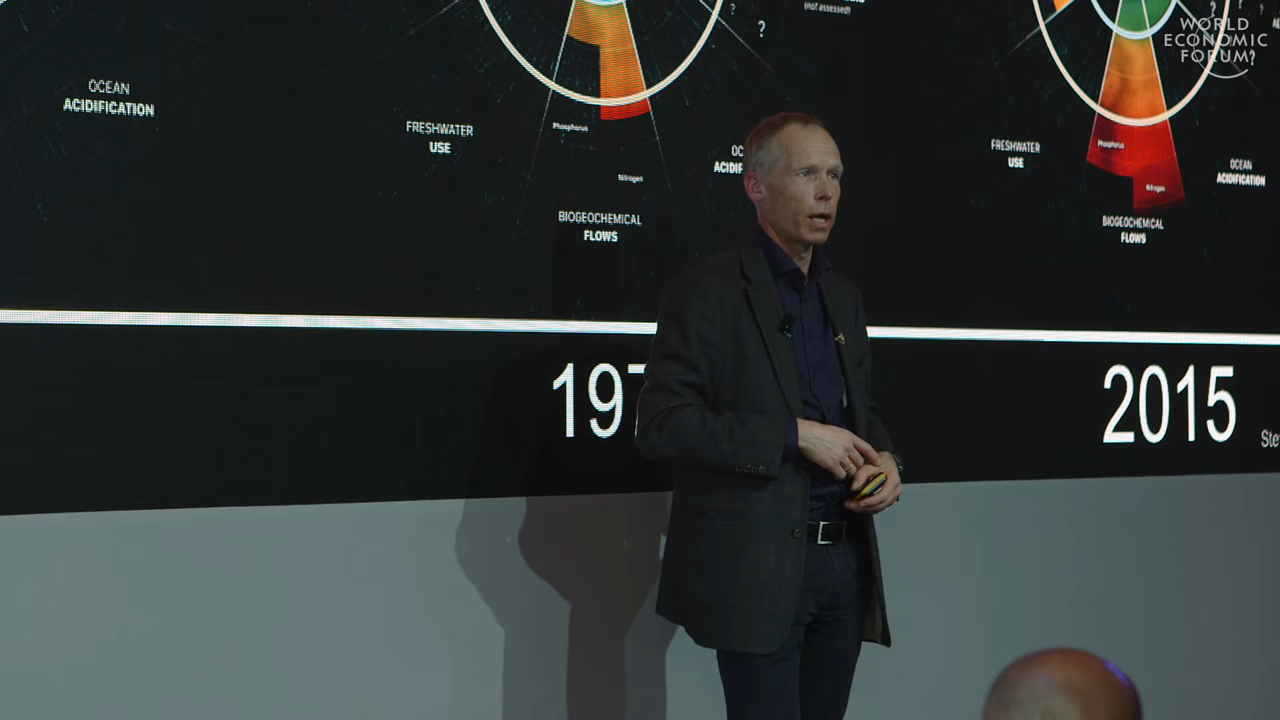 (not assessed)
?
?
?
WORLD
ECONOMIC
FORUM
?
OCEAN
ACIDIFICATION
FRESHWATER
USE
Phosphorus
Nitrogen
BIOGEOCHEMICAL
FLOWS
FRESHWATER
USE
Phosphorus
Nitrogen
BIOGEOCHEMICAL
FLOWS
OCEAN
ACIDIFICATION
2015